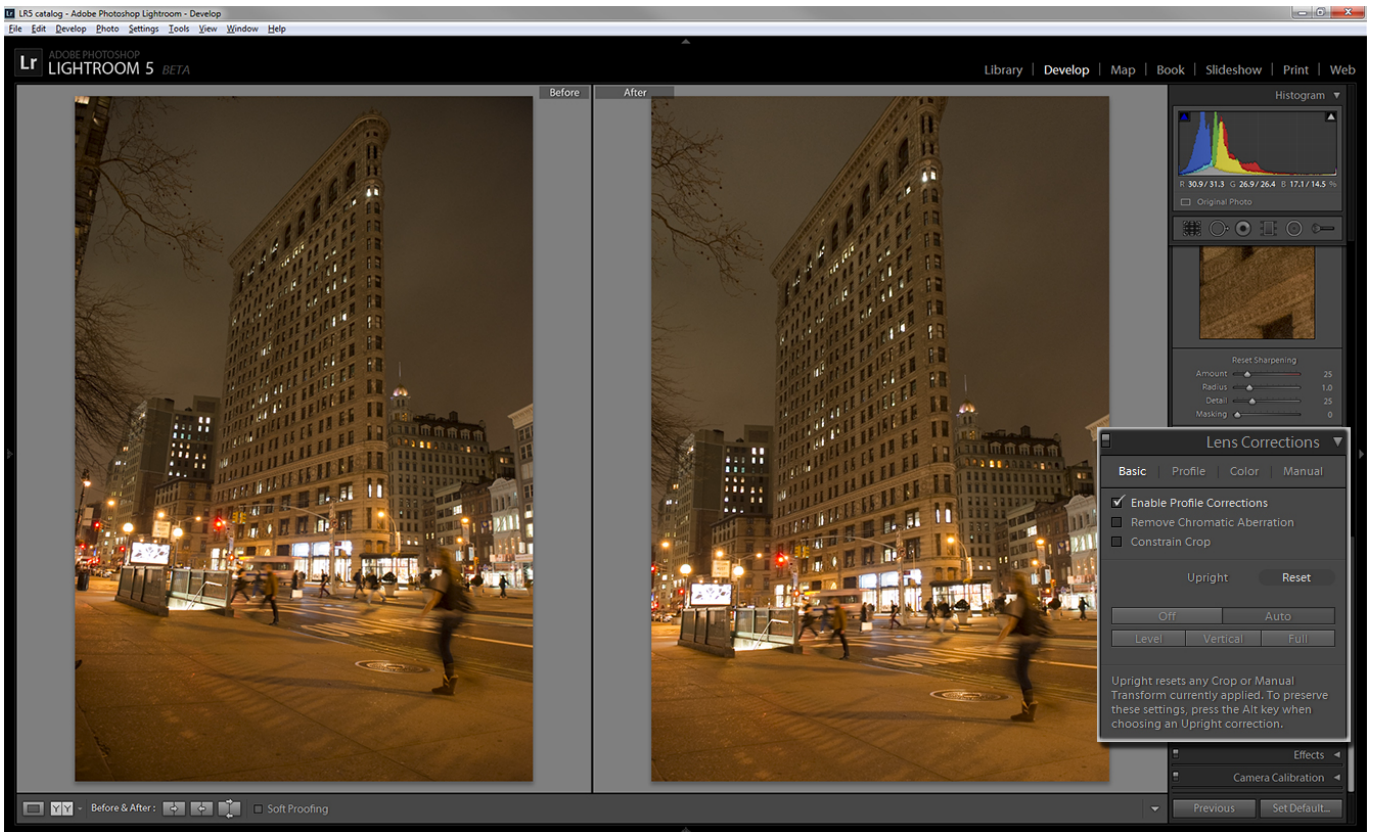 LR5 catalog - Adobe Photoshop Lightroom - Develop
File Edit Develop Photo Settings Tools View Window Help
Lr ADOBE PHOTOSHOP
LIGHTROOM 5 BETA
Library | Develop | Map | Book | Slideshow | Print | Web
Before
After
Histogram
R 30.9/31.3 G 26.9/26.4 B 17.1/14.5 %
Original Photo
Reset Sharpening
Amount 25
Radius 1.0
Detail 25
Masking 0
Lens Corrections
Basic | Profile | Color | Manual
Enable Profile Corrections
Remove Chromatic Aberration
Constrain Crop
Upright Reset
Off Auto
Level Vertical Full
Upright resets any Crop or Manual
Transform currently applied. To preserve
these settings, press the Alt key when
choosing an Upright correction.
Effects
Camera Calibration
Y Y Before & After : Soft Proofing
Previous Set Default...